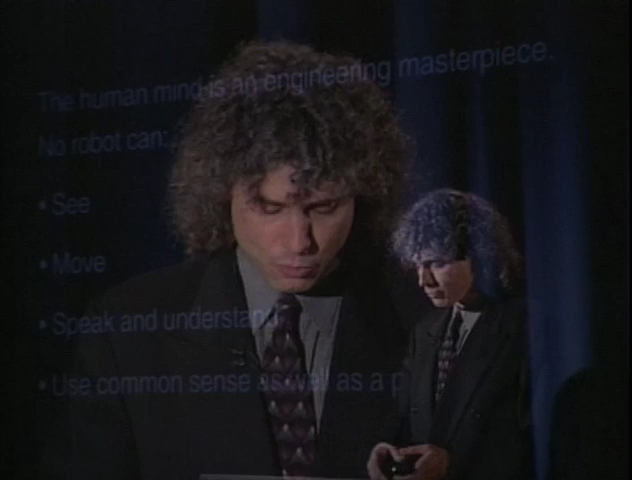 The human mind is an engineering masterpiece.
No robot can:
• See
• Move
• Speak and understand
• Use common sense as well as a p